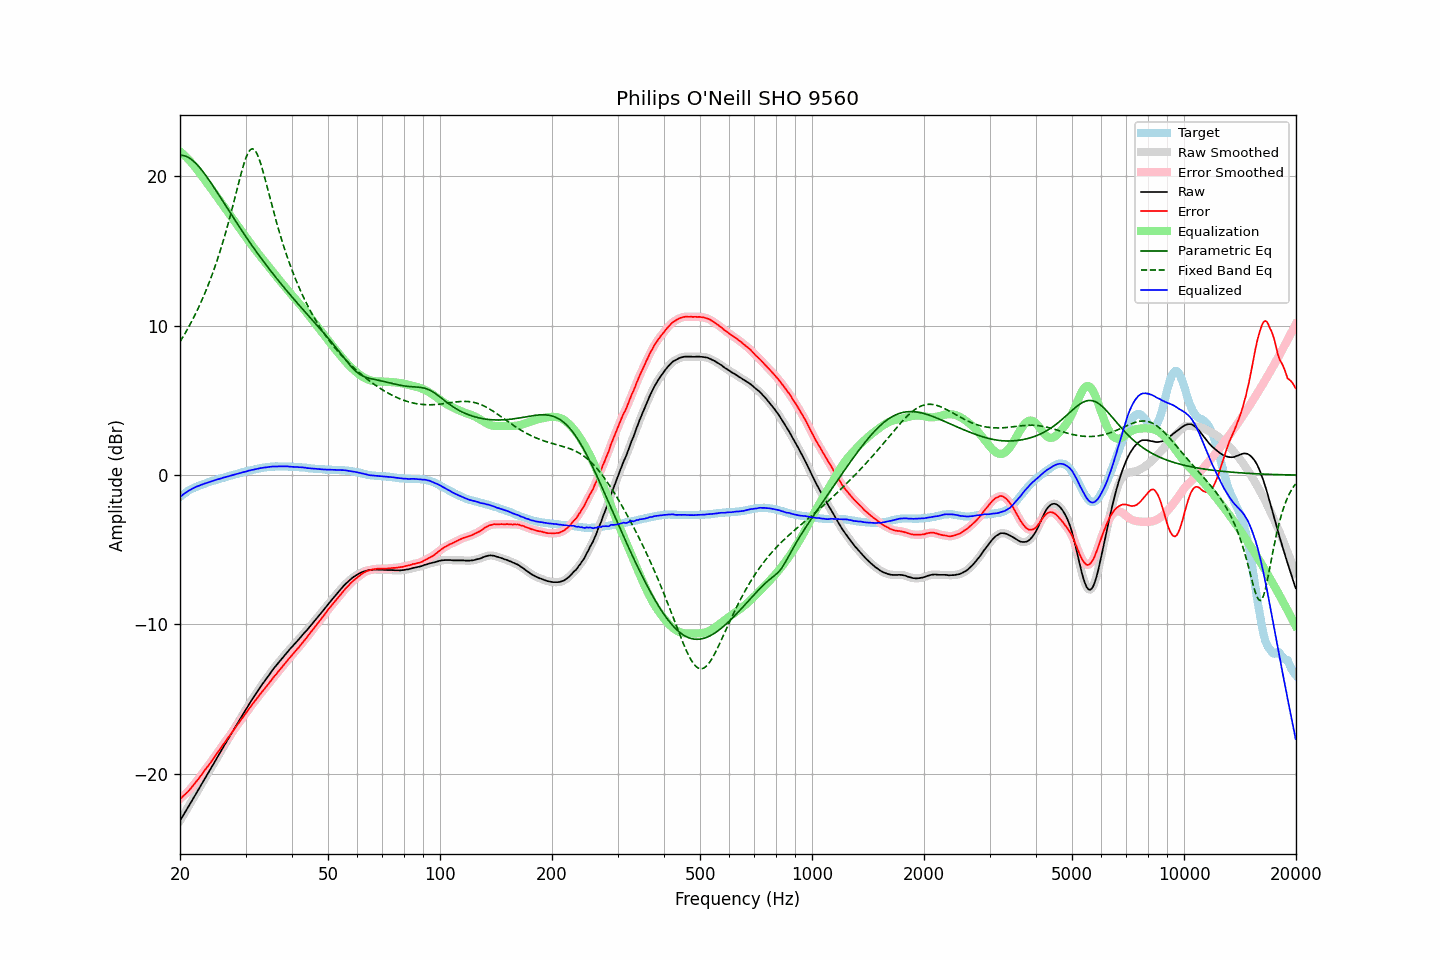 Philips O'Neill SHO 9560
Target
Raw Smoothed
Error Smoothed
Raw
Error
Equalization
Parametric Eq
Fixed Band Eq
Equalized
20
10
0
−10
−20
Amplitude (dBr)
20
50
100
200
500
1000
2000
5000
10000
20000
Frequency (Hz)